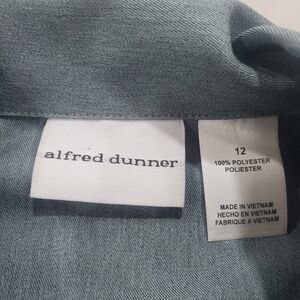 alfred dunner
12
100% POLYESTER
POLIESTER
MADE IN VIETNAM
HECHO EN VIETNAM
FABRIQUE A VIETNAM